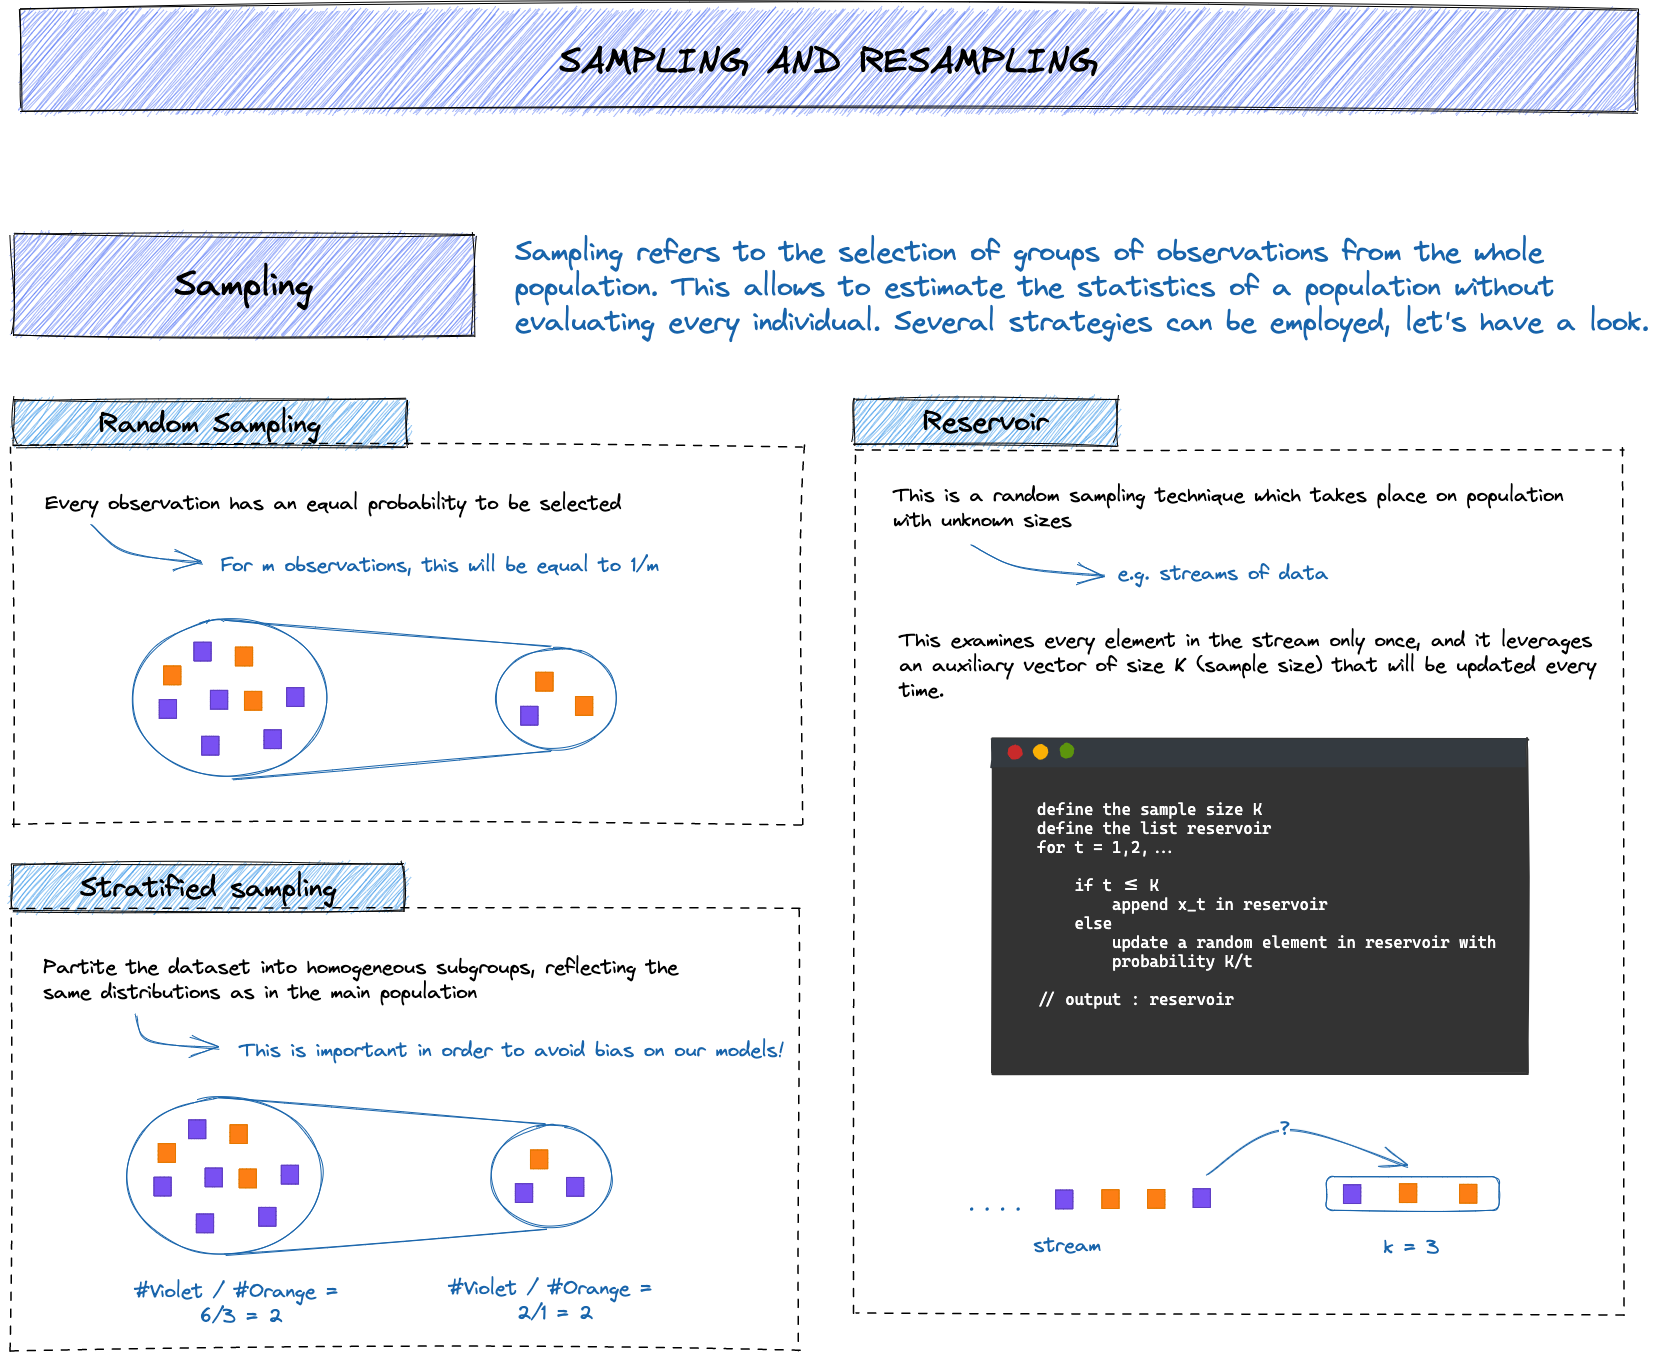 SAMPLING AND RESAMPLING
Sampling
Sampling refers to the selection of groups of observations from the whole
population. This allows to estimate the statistics of a population without
evaluating every individual. Several strategies can be employed, let's have a look.
Random Sampling
Every observation has an equal probability to be selected
For m observations, this will be equal to 1/m
Stratified sampling
Partite the dataset into homogeneous subgroups, reflecting the
same distributions as in the main population
This is important in order to avoid bias on our models!
#Violet / #Orange =
6/3 = 2
#Violet / #Orange =
2/1 = 2
Reservoir
This is a random sampling technique which takes place on population
with unknown sizes
e.g. streams of data
This examines every element in the stream only once, and it leverages
an auxiliary vector of size K (sample size) that will be updated every
time.
define the sample size K
define the list reservoir
for t = 1,2, ...
if t ≤ K
append x_t in reservoir
else
update a random element in reservoir with
probability K/t
// output : reservoir
?
. . . .
stream
k = 3